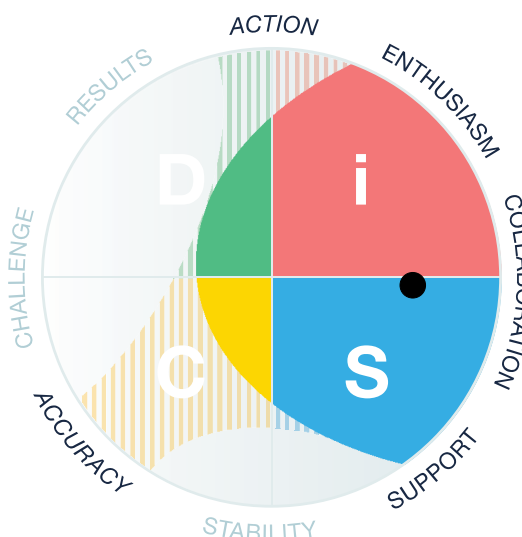 ACTION
ENTHUSIASM
COLLABORATION
SUPPORT
STABILITY
ACCURACY
CHALLENGE
RESULTS
D
i
C
S